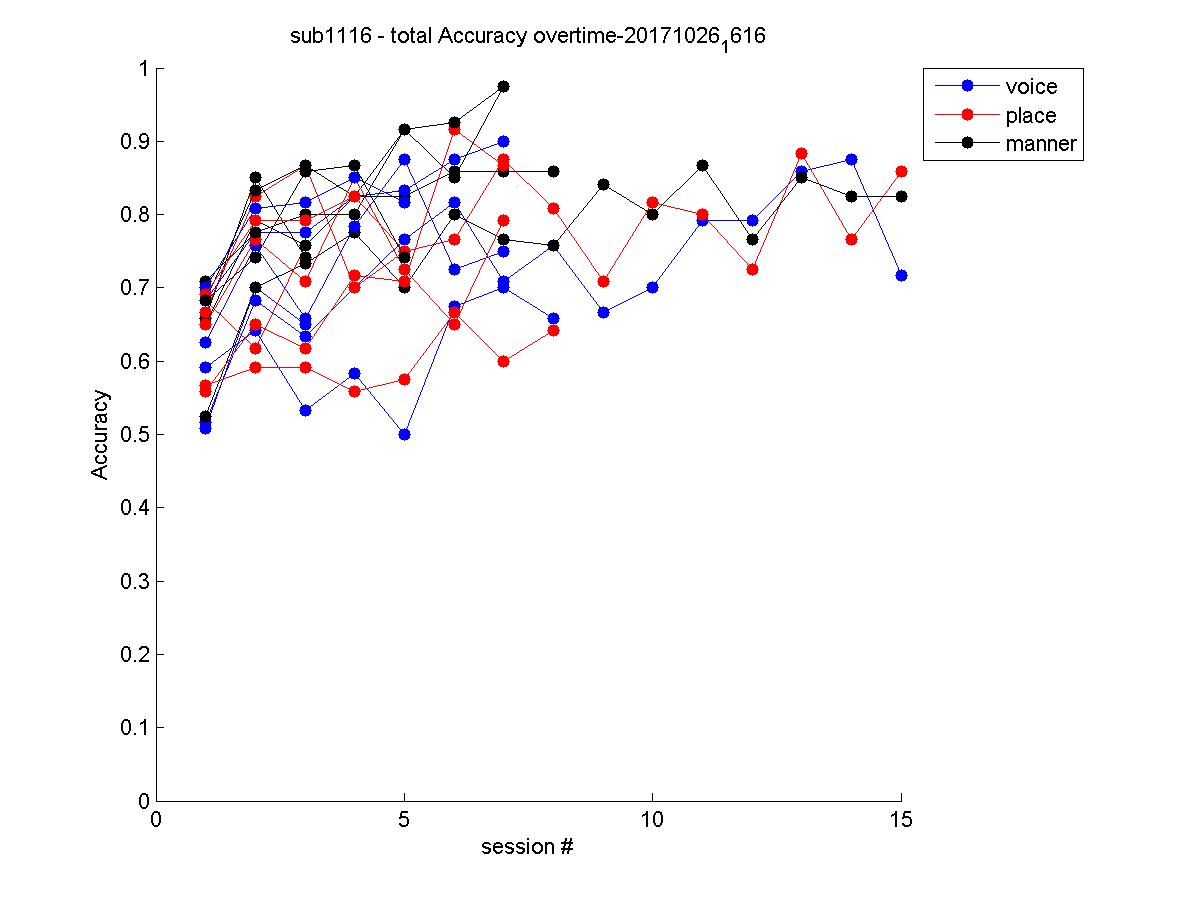 sub1116 - total Accuracy overtime-20171026₁616
voice
place
manner
1
0.9
0.8
0.7
0.6
0.5
0.4
0.3
0.2
0.1
0
Accuracy
0 5 10 15
session #